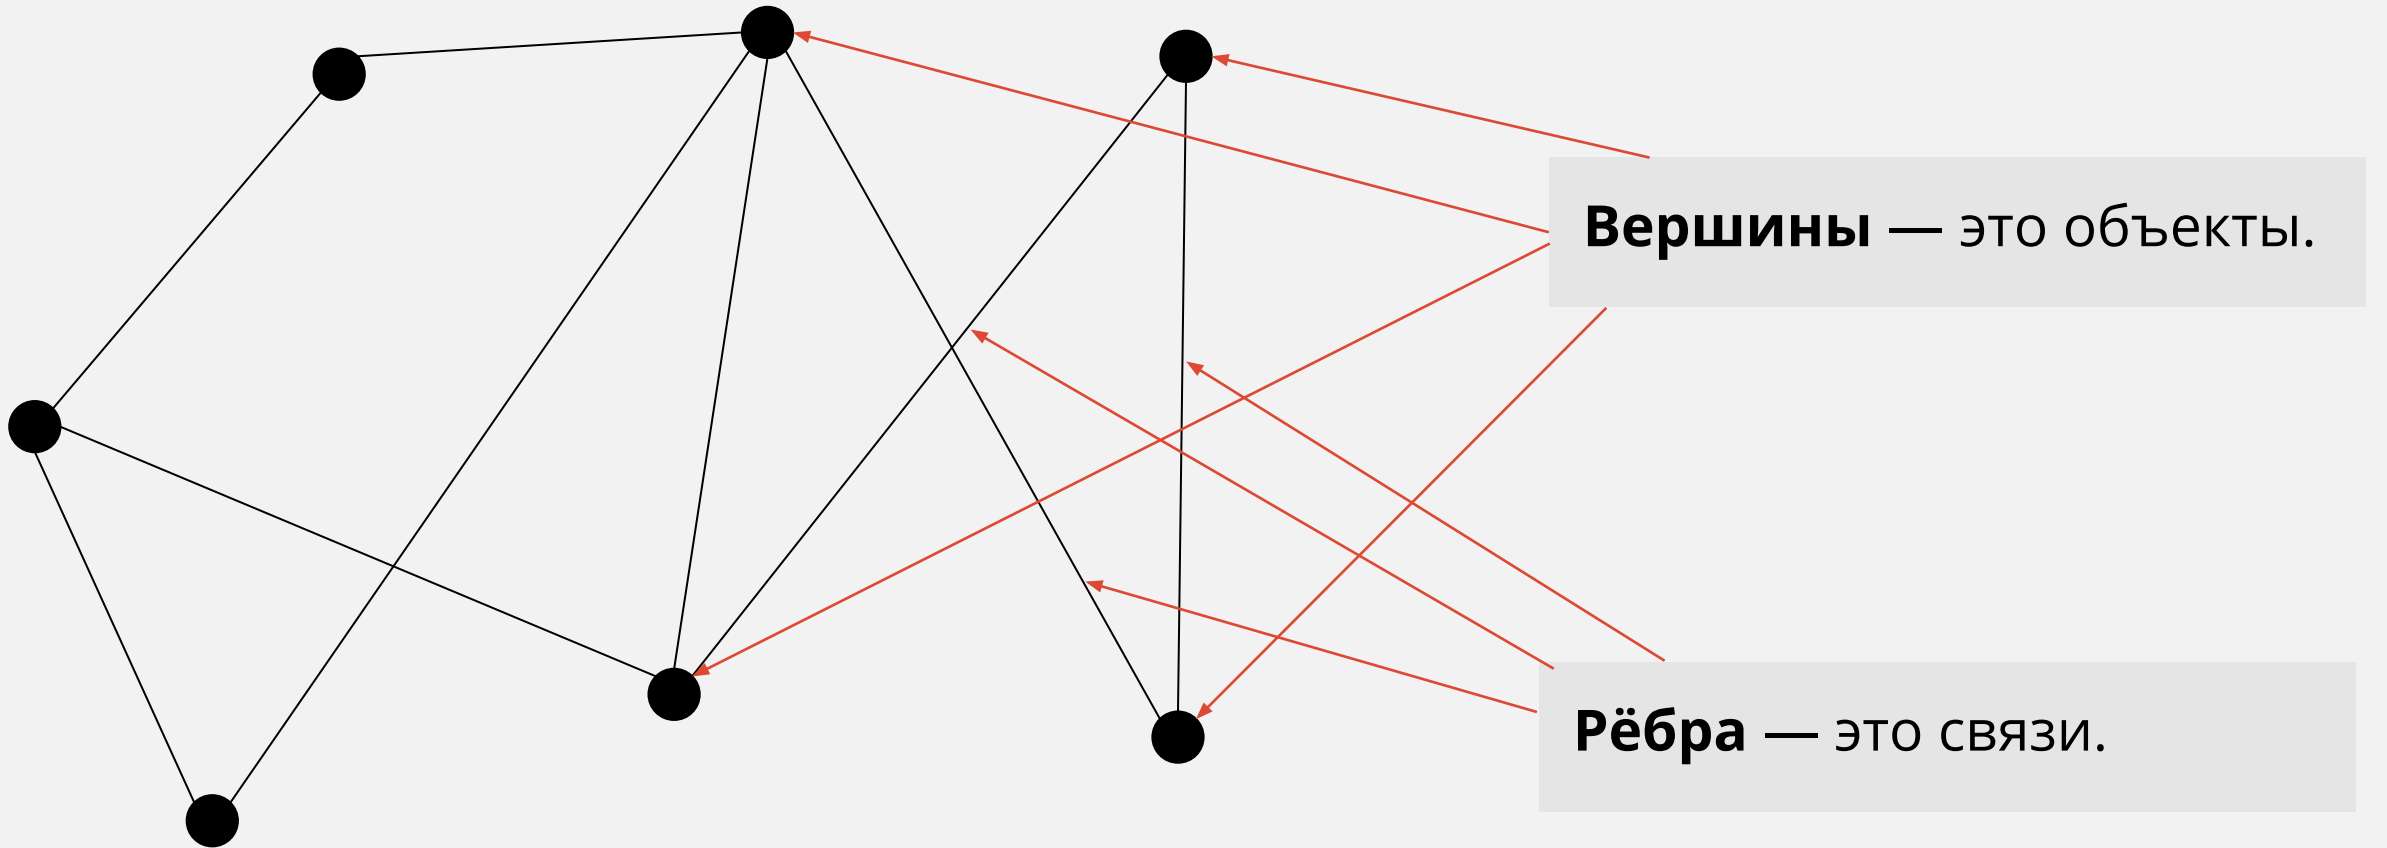 Вершины — это объекты.
Рёбра — это связи.